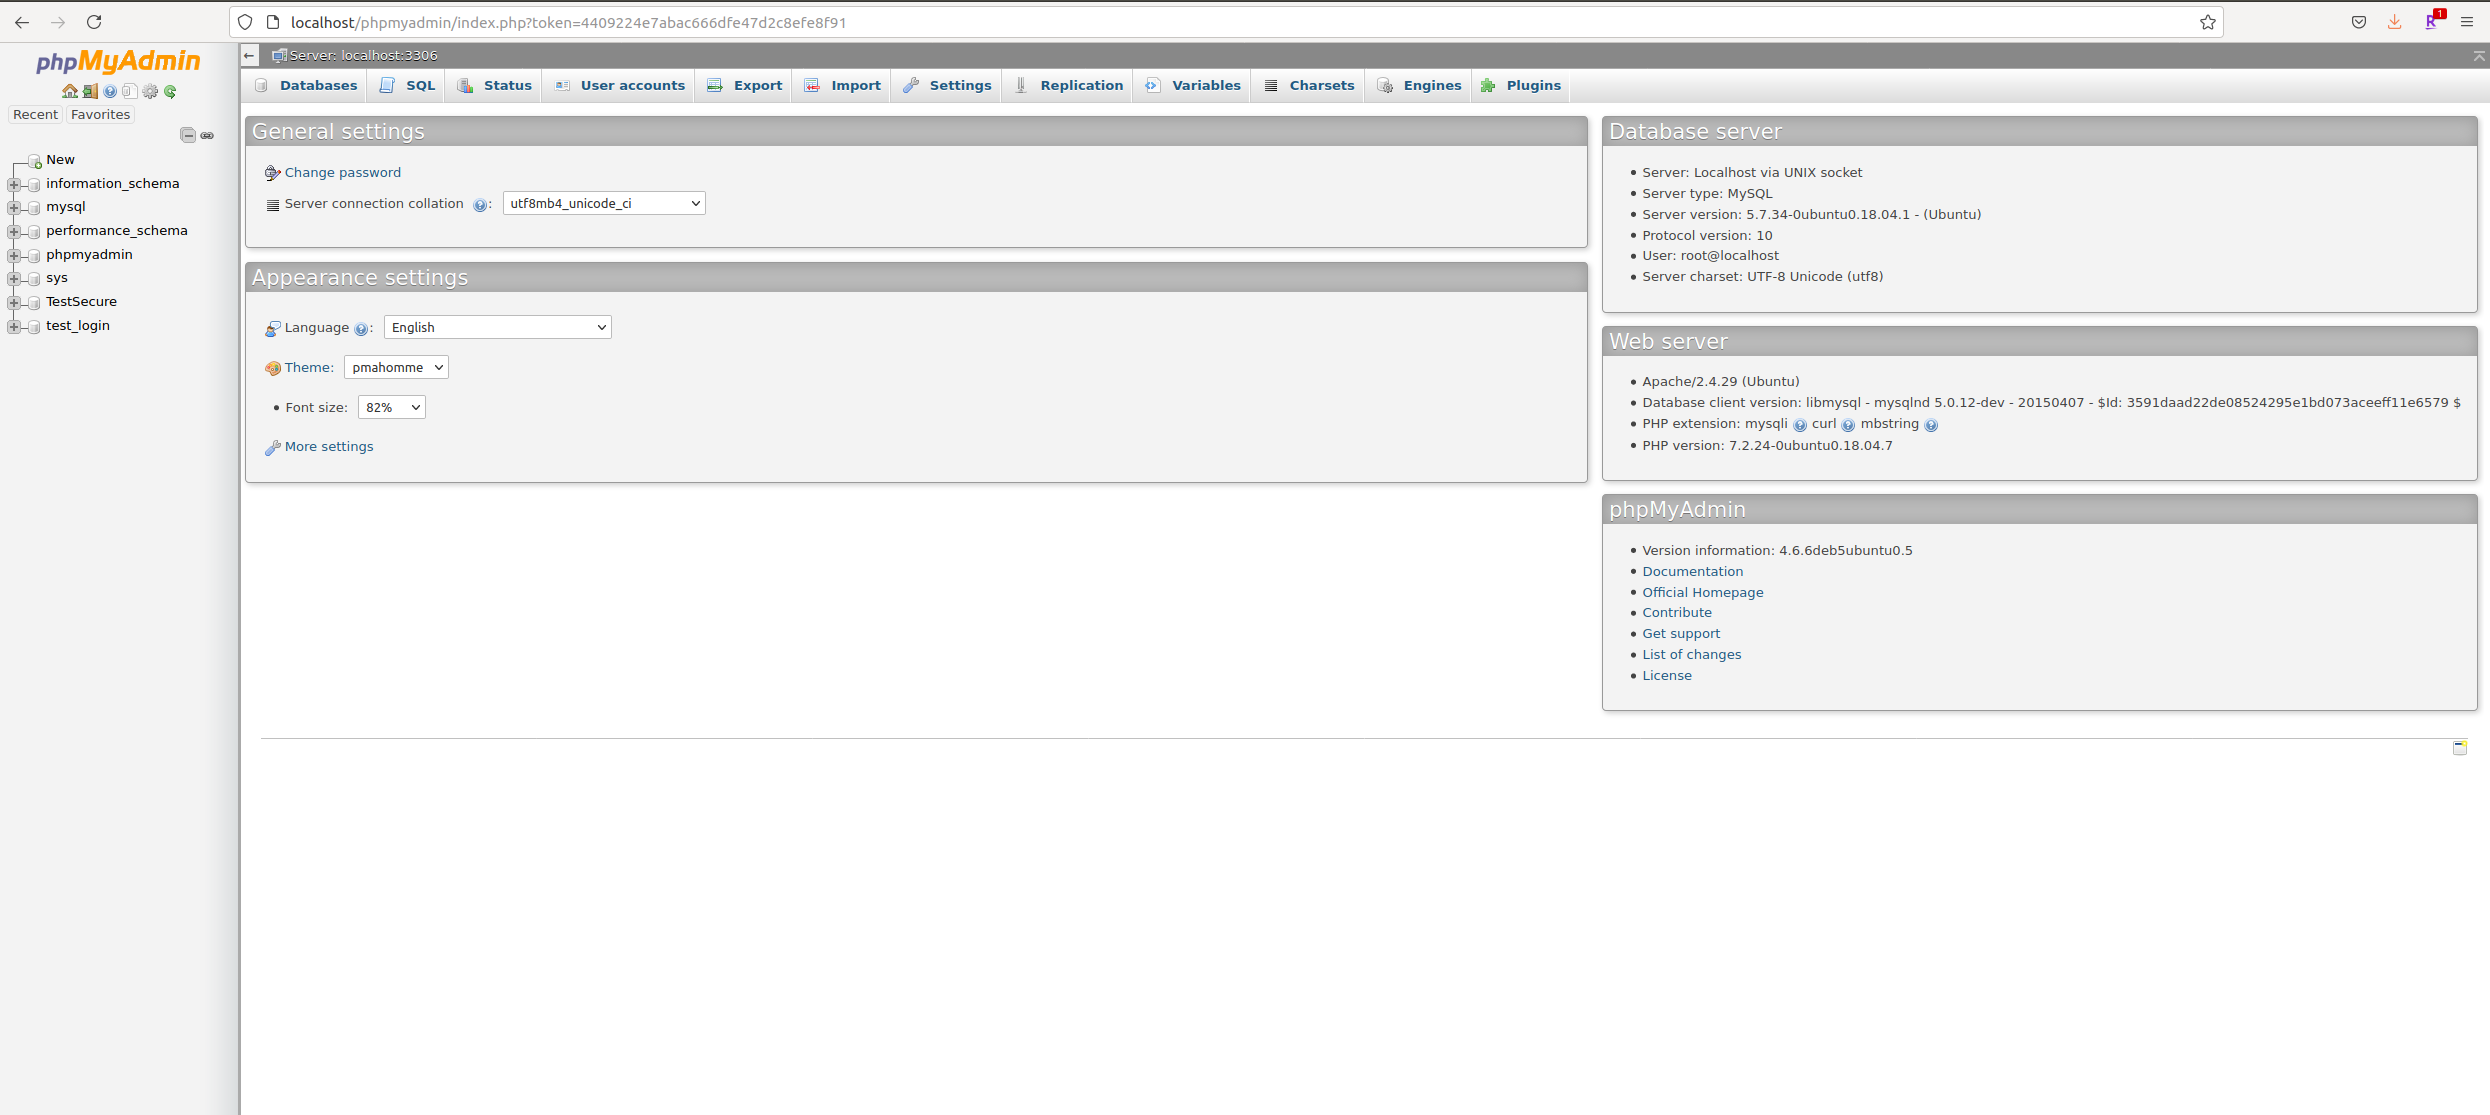 localhost/phpmyadmin/index.php?token=4409224e7abac666dfe47d2c8efe8f91
1
phpMyAdmin
Recent Favorites
New
information_schema
mysql
performance_schema
phpmyadmin
sys
TestSecure
test_login
Server: localhost:3306
Databases SQL Status User accounts Export Import Settings Replication Variables Charsets Engines Plugins
General settings
Change password
Server connection collation : utf8mb4_unicode_ci
Appearance settings
Language : English
Theme: pmahomme
• Font size: 82%
More settings
Database server
• Server: Localhost via UNIX socket
• Server type: MySQL
• Server version: 5.7.34-0ubuntu0.18.04.1 - (Ubuntu)
• Protocol version: 10
• User: root@localhost
• Server charset: UTF-8 Unicode (utf8)
Web server
• Apache/2.4.29 (Ubuntu)
• Database client version: libmysql - mysqlnd 5.0.12-dev - 20150407 - $Id: 3591daad22de08524295e1bd073aceeff11e6579 $
• PHP extension: mysqli curl mbstring
• PHP version: 7.2.24-0ubuntu0.18.04.7
phpMyAdmin
• Version information: 4.6.6deb5ubuntu0.5
• Documentation
• Official Homepage
• Contribute
• Get support
• List of changes
• License